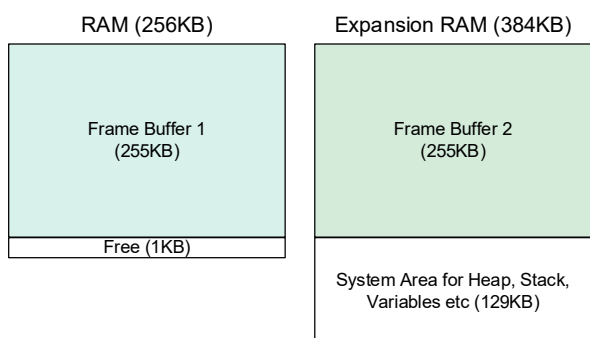 RAM (256KB)
Frame Buffer 1
(255KB)
Free (1KB)
Expansion RAM (384KB)
Frame Buffer 2
(255KB)
System Area for Heap, Stack,
Variables etc (129KB)